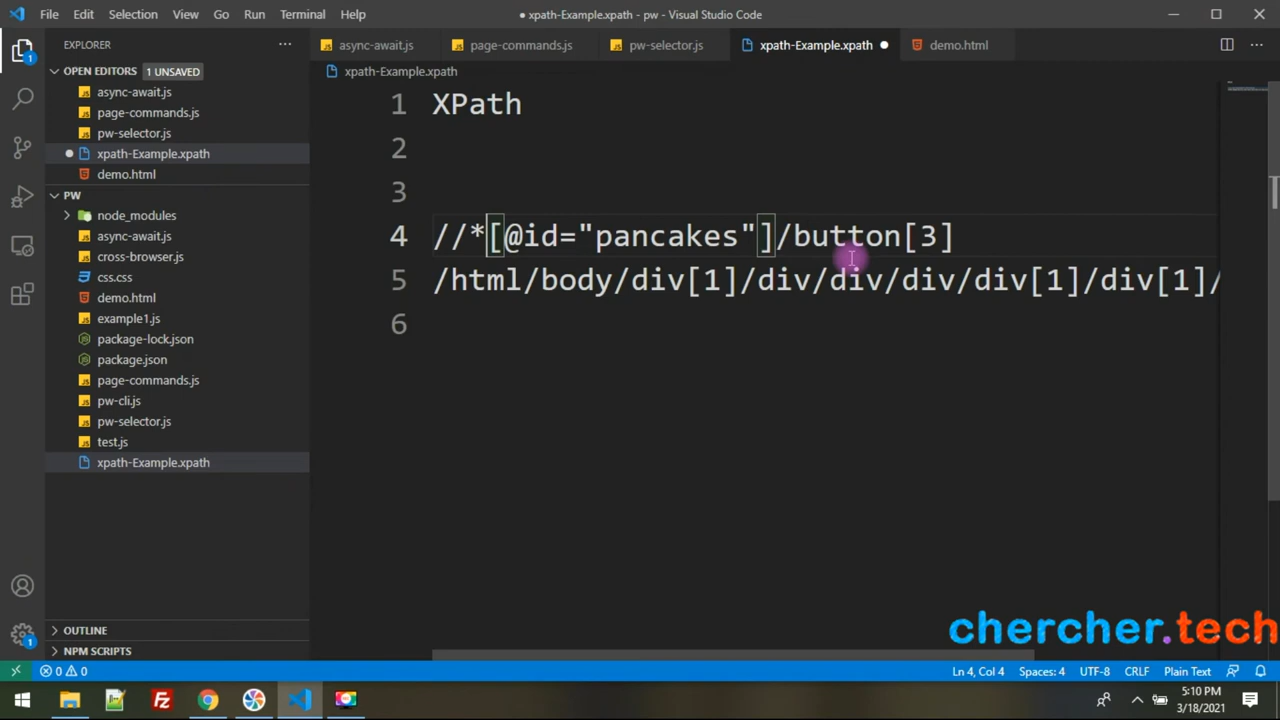 File Edit Selection View Go Run Terminal Help
● xpath-Example.xpath - pw - Visual Studio Code
EXPLORER
async-await.js
page-commands.js
pw-selector.js
xpath-Example.xpath
demo.html
OPEN EDITORS 1 UNSAVED
async-await.js
page-commands.js
pw-selector.js
xpath-Example.xpath
demo.html
PW
node_modules
async-await.js
cross-browser.js
css.css
demo.html
example1.js
package-lock.json
package.json
page-commands.js
pw-cli.js
pw-selector.js
test.js
xpath-Example.xpath
OUTLINE
NPM SCRIPTS
xpath-Example.xpath
1 XPath
2
3
4 //*[@id="pancakes"]/button[3]
5 /html/body/div[1]/div/div/div/div[1]/div[1]/
6
chercher.tech
0 0
Ln 4, Col 4 Spaces: 4 UTF-8 CRLF Plain Text
5:10 PM
3/18/2021